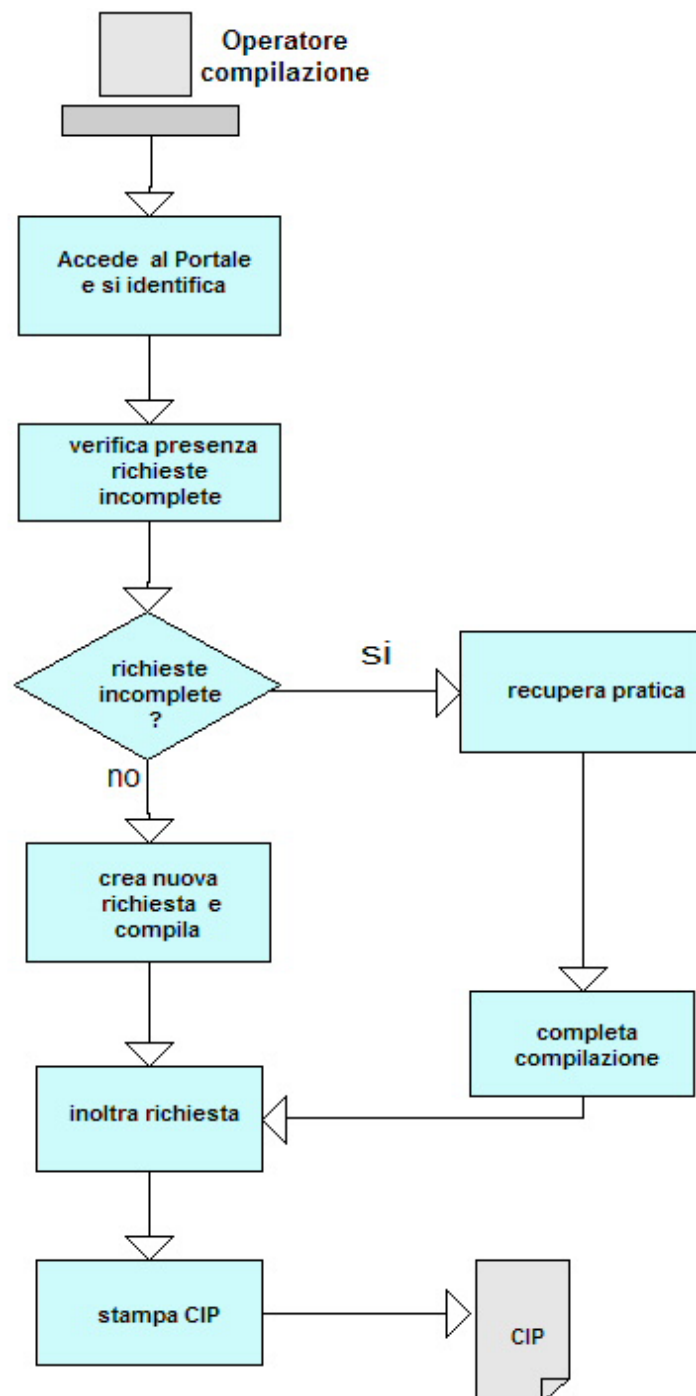 Operatore
compilazione
Accede al Portale
e si identifica
verifica presenza
richieste
incomplete
richieste
incomplete
?
si
recupera pratica
no
crea nuova
richiesta e
compila
completa
compilazione
inoltra richiesta
stampa CIP
CIP